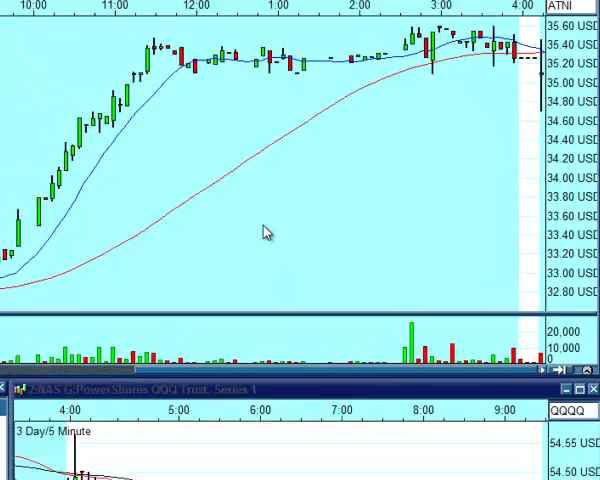 10:00 11:00 12:00 1:00 2:00 3:00 4:00 ATNI
35.60 USD
35.40 USD
35.20 USD
35.00 USD
34.80 USD
34.60 USD
34.40 USD
34.20 USD
34.00 USD
33.80 USD
33.60 USD
33.40 USD
33.20 USD
33.00 USD
32.80 USD
20,000
10,000
0
2:NAS G:PowerShares QQQ Trust, Series 1
4:00 5:00 6:00 7:00 8:00 9:00 QQQQ
3 Day/5 Minute
54.55 USD
54.50 USD